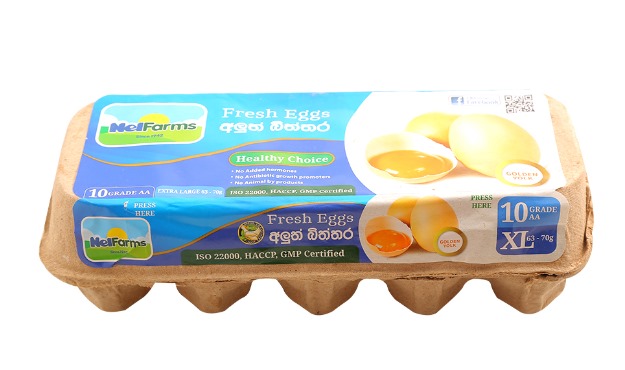 NelFarms
Since 1942
Fresh Eggs
අලුත් බිත්තර
Healthy Choice
• No Added hormones
• No Antibiotic growth promoters
• No Animal by products
10 GRADE AA
EXTRA LARGE 63 - 70g
ISO 22000, HACCP, GMP Certified
GOLDEN YOLK
PRESS HERE
PRESS HERE
NelFarms
Fresh Eggs
අලුත් බිත්තර
ISO 22000, HACCP, GMP Certified
GOLDEN YOLK
10 GRADE AA
XL 63 - 70g